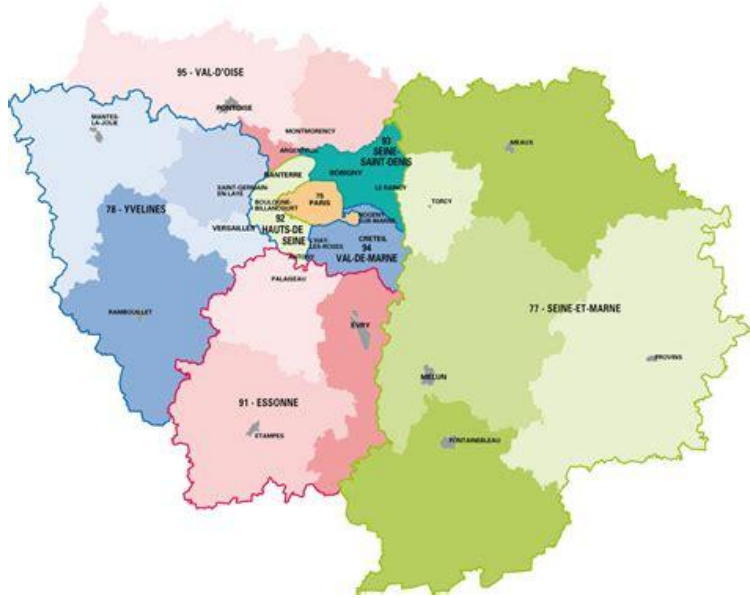 95 - VAL-D'OISE
PONTOISE
MANTES-
LA-JOLIE
MONTMORENCY
ARGENTEUIL
93
SEINE-
SAINT-DENIS
MEAUX
BOBIGNY
NANTERRE
SAINT-GERMAIN
EN-LAYE
LE RAINCY
75
PARIS
BOULOGNE-
BILLANCOURT
TORCY
78 - YVELINES
NOGENT
SUR-MARNE
92
HAUTS-DE
SEINE
VERSAILLES
CRETEIL
94
VAL-DE-MARNE
L'HAY-
LES-ROSES
ANTONY
PALAISEAU
RAMBOUILLET
77 - SEINE-ET-MARNE
EVRY
PROVINS
MELUN
91 - ESSONNE
ETAMPES
FONTAINEBLEAU